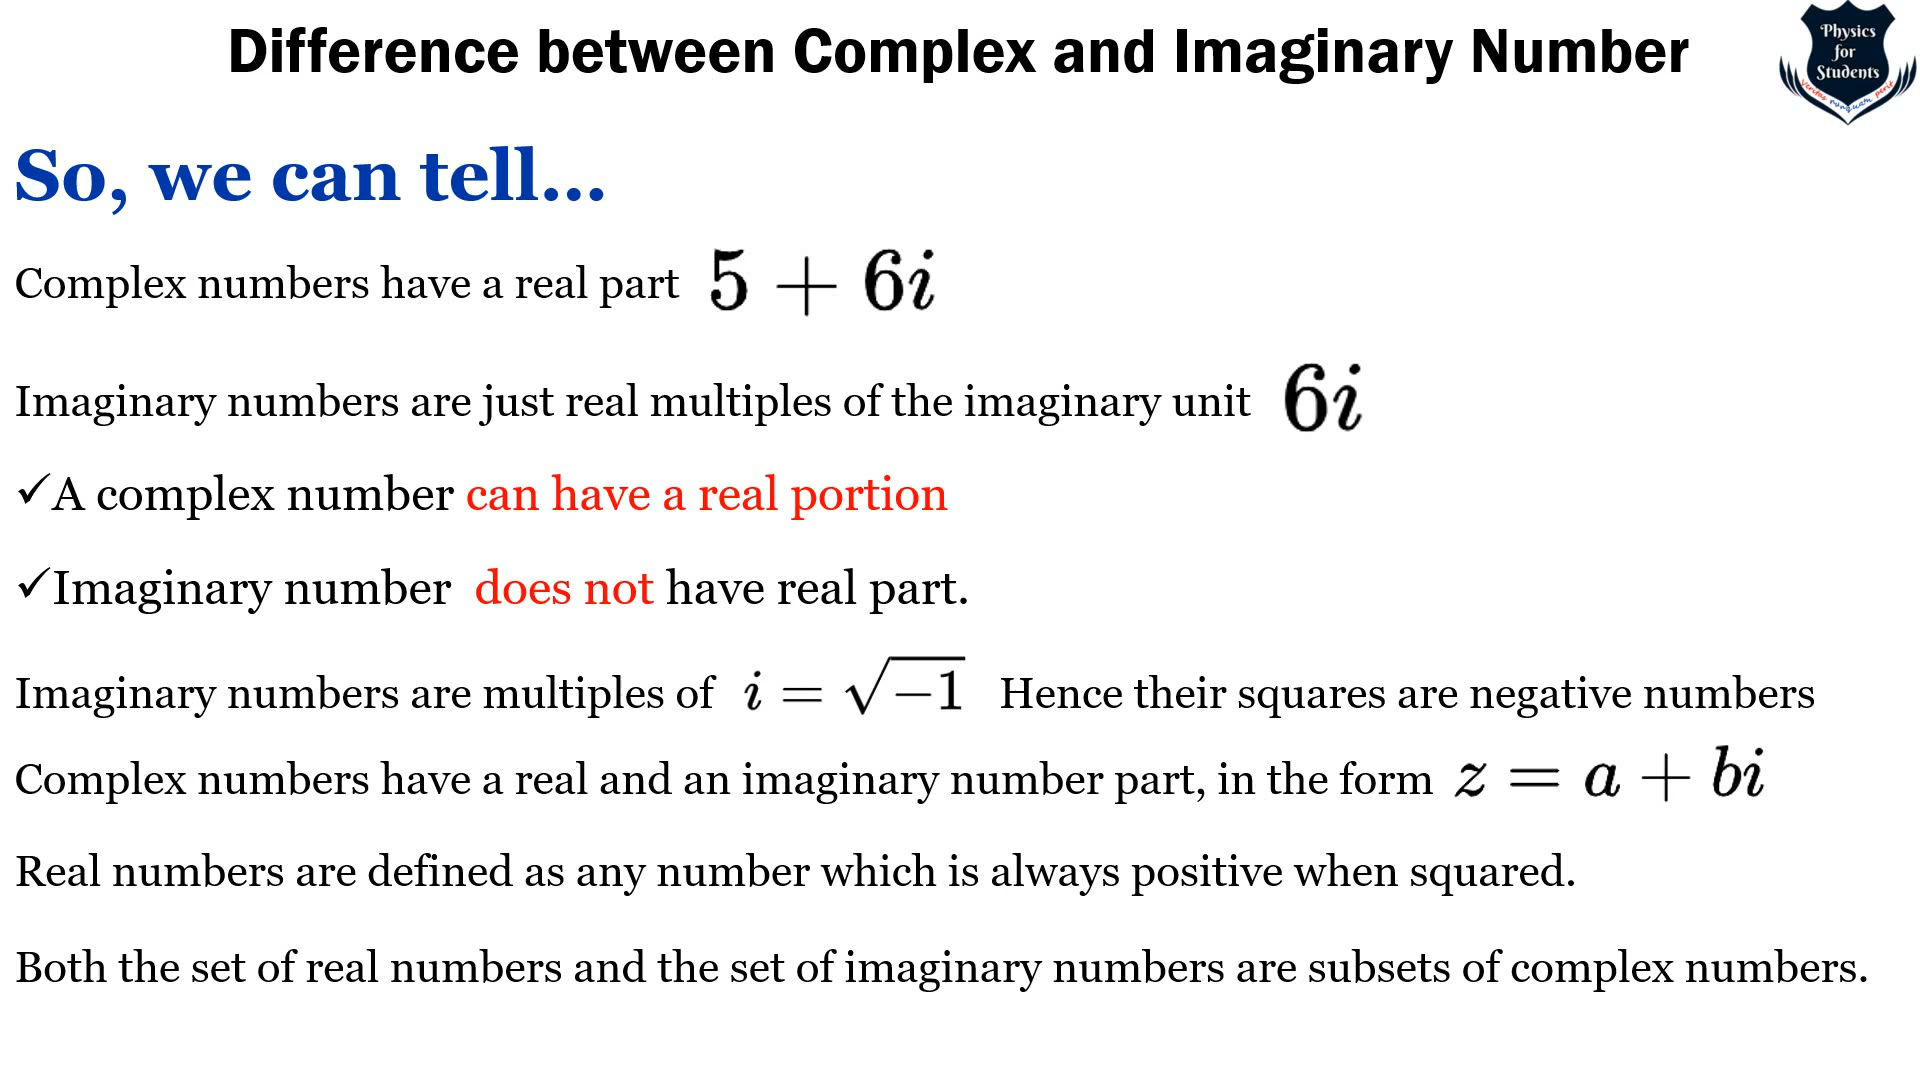 Difference between Complex and Imaginary Number
Physics
for
Students
veritas nunquam perit
So, we can tell...
Complex numbers have a real part 5 + 6i
Imaginary numbers are just real multiples of the imaginary unit 6i
✓A complex number can have a real portion
✓Imaginary number does not have real part.
Imaginary numbers are multiples of i = √−1 Hence their squares are negative numbers
Complex numbers have a real and an imaginary number part, in the form z = a + bi
Real numbers are defined as any number which is always positive when squared.
Both the set of real numbers and the set of imaginary numbers are subsets of complex numbers.